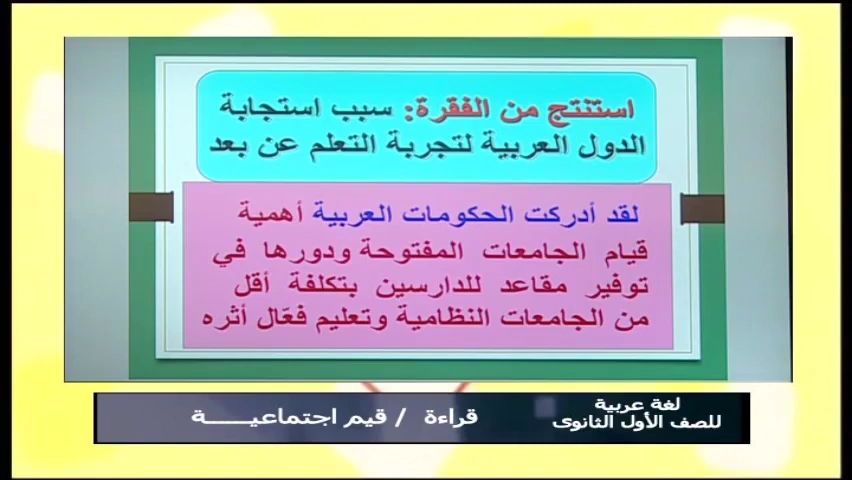 استنتج من الفقرة: سبب استجابة
الدول العربية لتجربة التعلم عن بعد
لقد أدركت الحكومات العربية أهمية
قيام الجامعات المفتوحة ودورها في
توفير مقاعد للدارسين بتكلفة أقل
من الجامعات النظامية وتعليم فعّال أثره
لغة عربية
للصف الأول الثانوى
قراءة / قيم اجتماعيــــــة